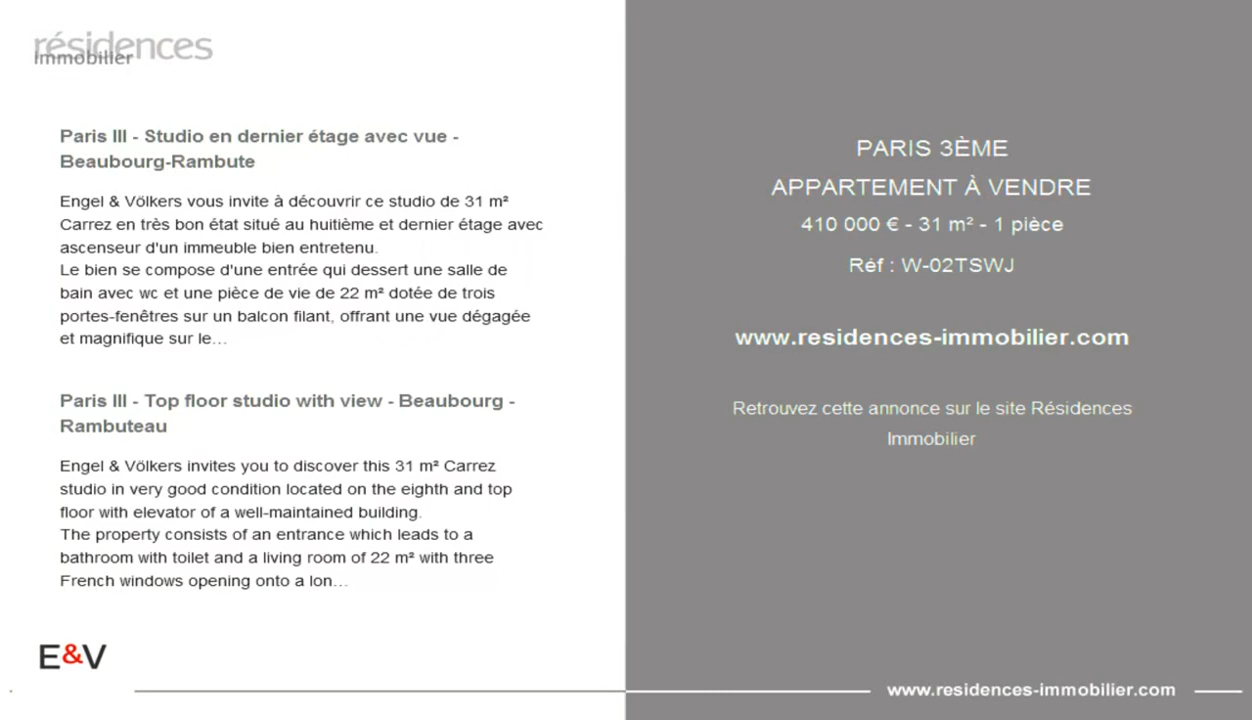 résidences
immobilier
Paris III - Studio en dernier étage avec vue -
Beaubourg-Rambute
Engel & Völkers vous invite à découvrir ce studio de 31 m²
Carrez en très bon état situé au huitième et dernier étage avec
ascenseur d'un immeuble bien entretenu.
Le bien se compose d'une entrée qui dessert une salle de
bain avec wc et une pièce de vie de 22 m² dotée de trois
portes-fenêtres sur un balcon filant, offrant une vue dégagée
et magnifique sur le...
Paris III - Top floor studio with view - Beaubourg -
Rambuteau
Engel & Völkers invites you to discover this 31 m² Carrez
studio in very good condition located on the eighth and top
floor with elevator of a well-maintained building.
The property consists of an entrance which leads to a
bathroom with toilet and a living room of 22 m² with three
French windows opening onto a lon...
E&V
PARIS 3ÈME
APPARTEMENT À VENDRE
410 000 € - 31 m² - 1 pièce
Réf : W-02TSWJ
www.residences-immobilier.com
Retrouvez cette annonce sur le site Résidences
Immobilier
www.residences-immobilier.com